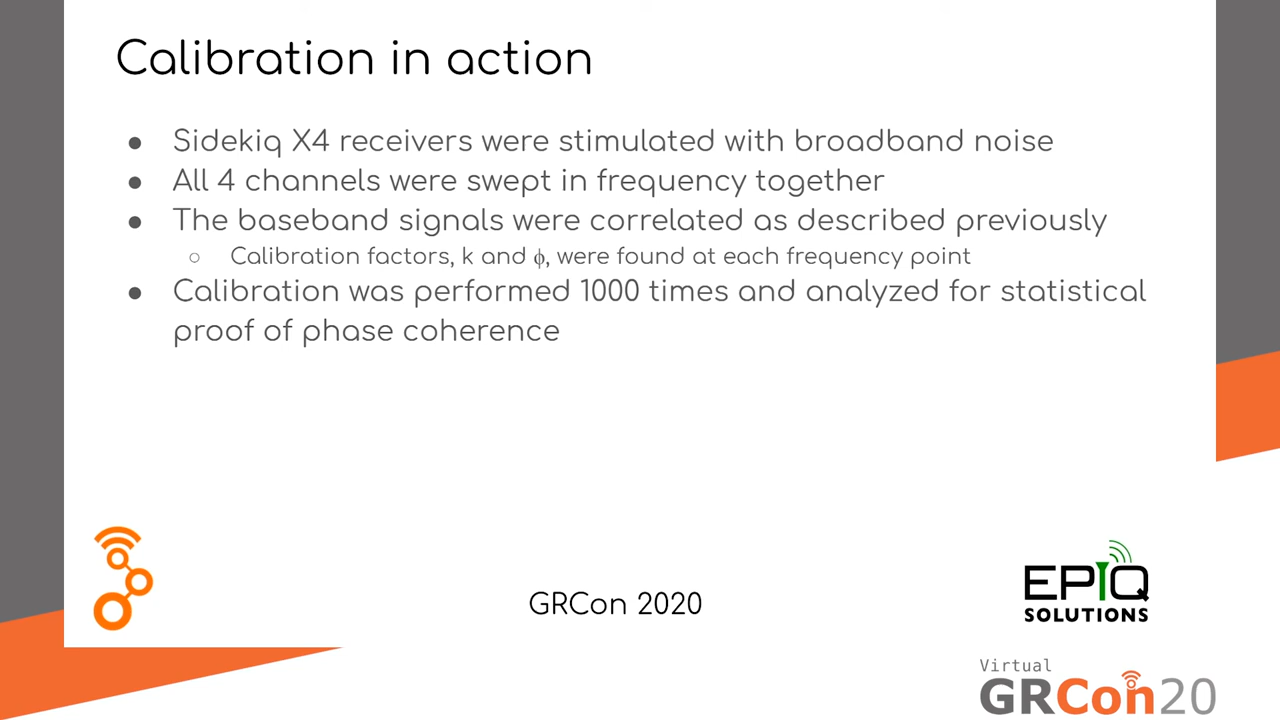 Calibration in action
● Sidekiq X4 receivers were stimulated with broadband noise
● All 4 channels were swept in frequency together
● The baseband signals were correlated as described previously
○ Calibration factors, k and ϕ, were found at each frequency point
● Calibration was performed 1000 times and analyzed for statistical
proof of phase coherence
GRCon 2020
EPIQ
SOLUTIONS
Virtual
GRCon20